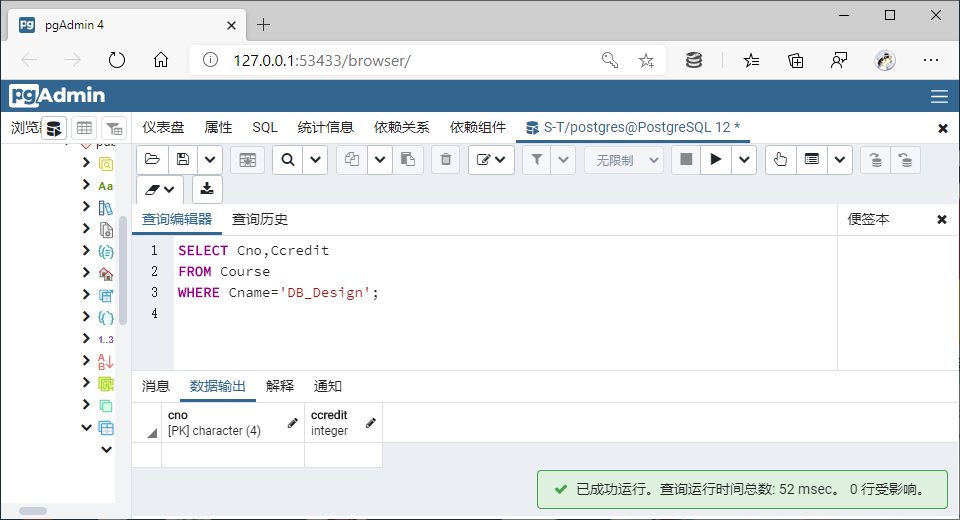 pgAdmin 4
127.0.0.1:53433/browser/
pgAdmin
浏览器 仪表盘 属性 SQL 统计信息 依赖关系 依赖组件 S-T/postgres@PostgreSQL 12 *
无限制
查询编辑器 查询历史 便签本
1 SELECT Cno,Ccredit
2 FROM Course
3 WHERE Cname='DB_Design';
4
Aa
1..3
消息 数据输出 解释 通知
cno ccredit
[PK] character (4) integer
已成功运行。查询运行时间总数: 52 msec。 0 行受影响。